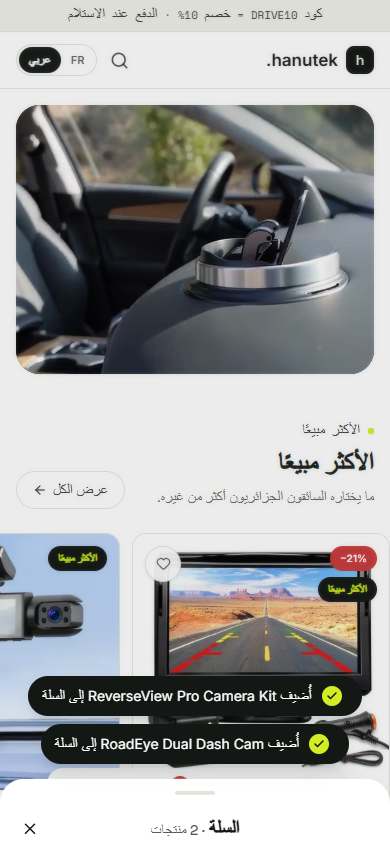 كود DRIVE10 = خصم 10% · الدفع عند الاستلام
hanutek.
h
FR
عربي
الأكثر مبيعًا
الأكثر مبيعًا
ما يختاره السائقون الجزائريون أكثر من غيره.
عرض الكل ←
−21%
الأكثر مبيعًا
الأكثر مبيعًا
أُضيف ReverseView Pro Camera Kit إلى السلة
أُضيف RoadEye Dual Dash Cam إلى السلة
السلة · 2 منتجات